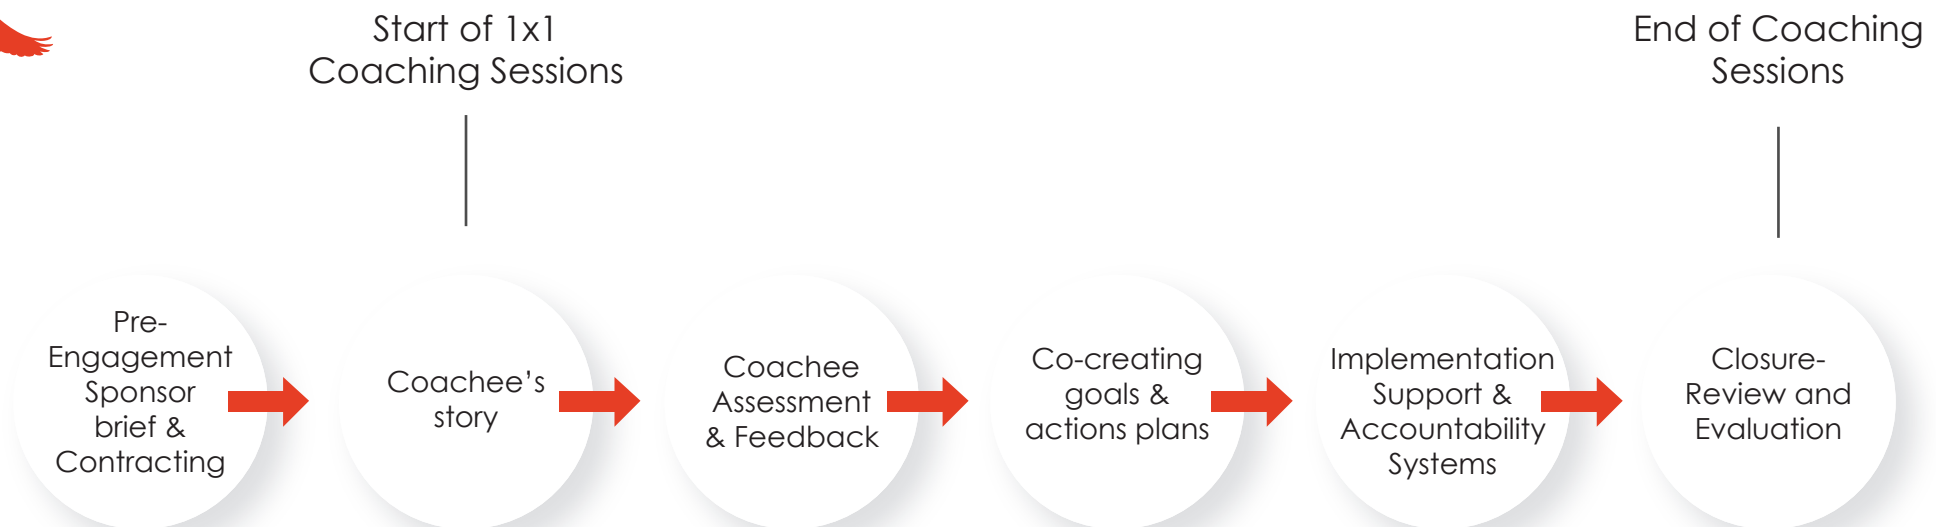 Start of 1x1
Coaching Sessions
End of Coaching
Sessions
Pre-
Engagement
Sponsor
brief &
Contracting
Coachee’s
story
Coachee
Assessment
& Feedback
Co-creating
goals &
actions plans
Implementation
Support &
Accountability
Systems
Closure-
Review and
Evaluation